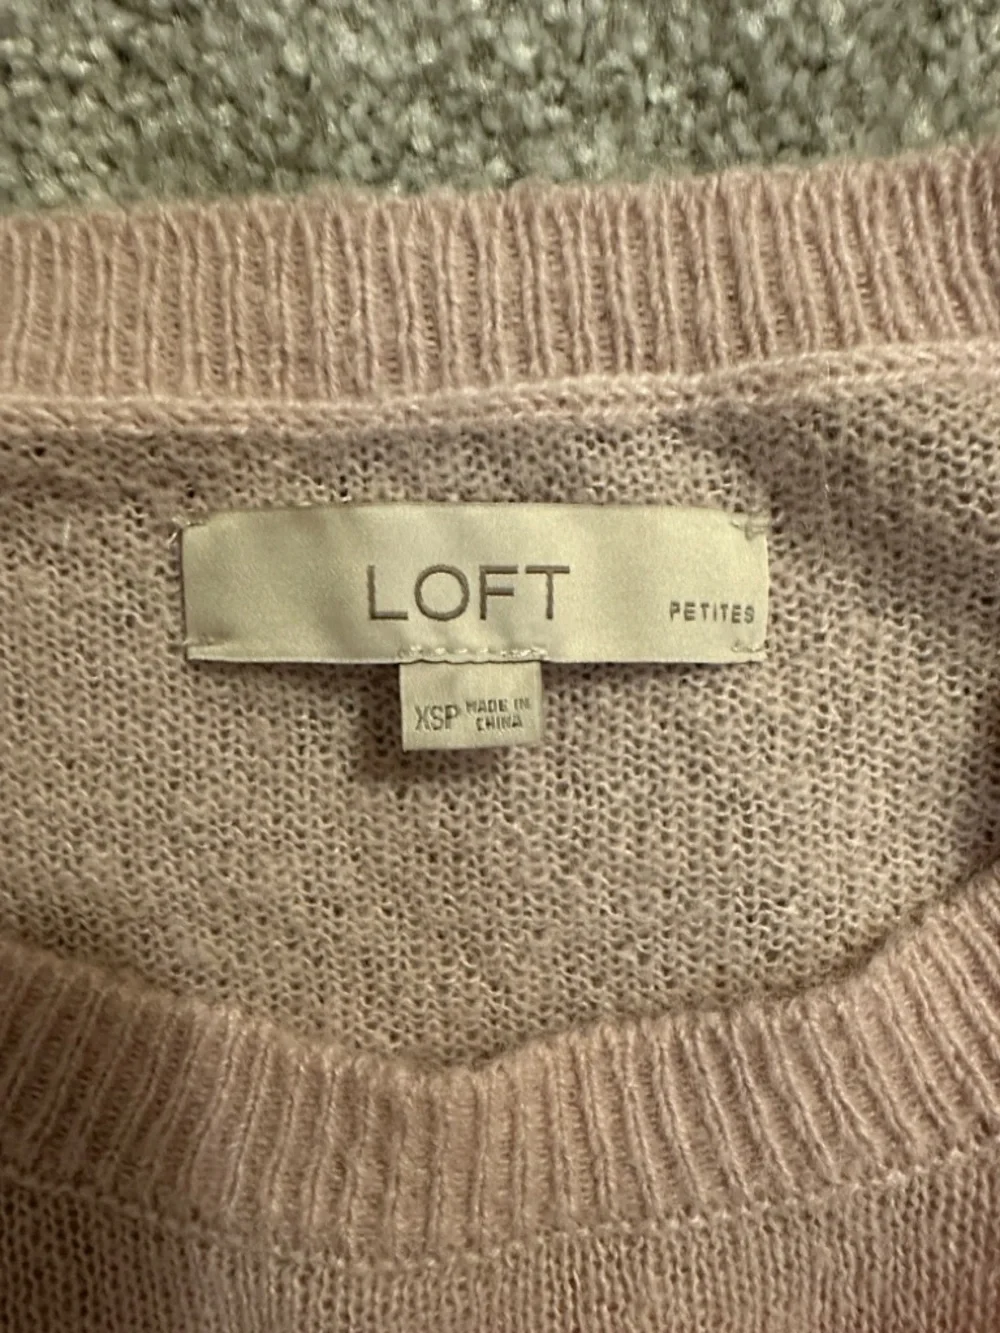 LOFT
PETITES
XSP MADE IN
CHINA